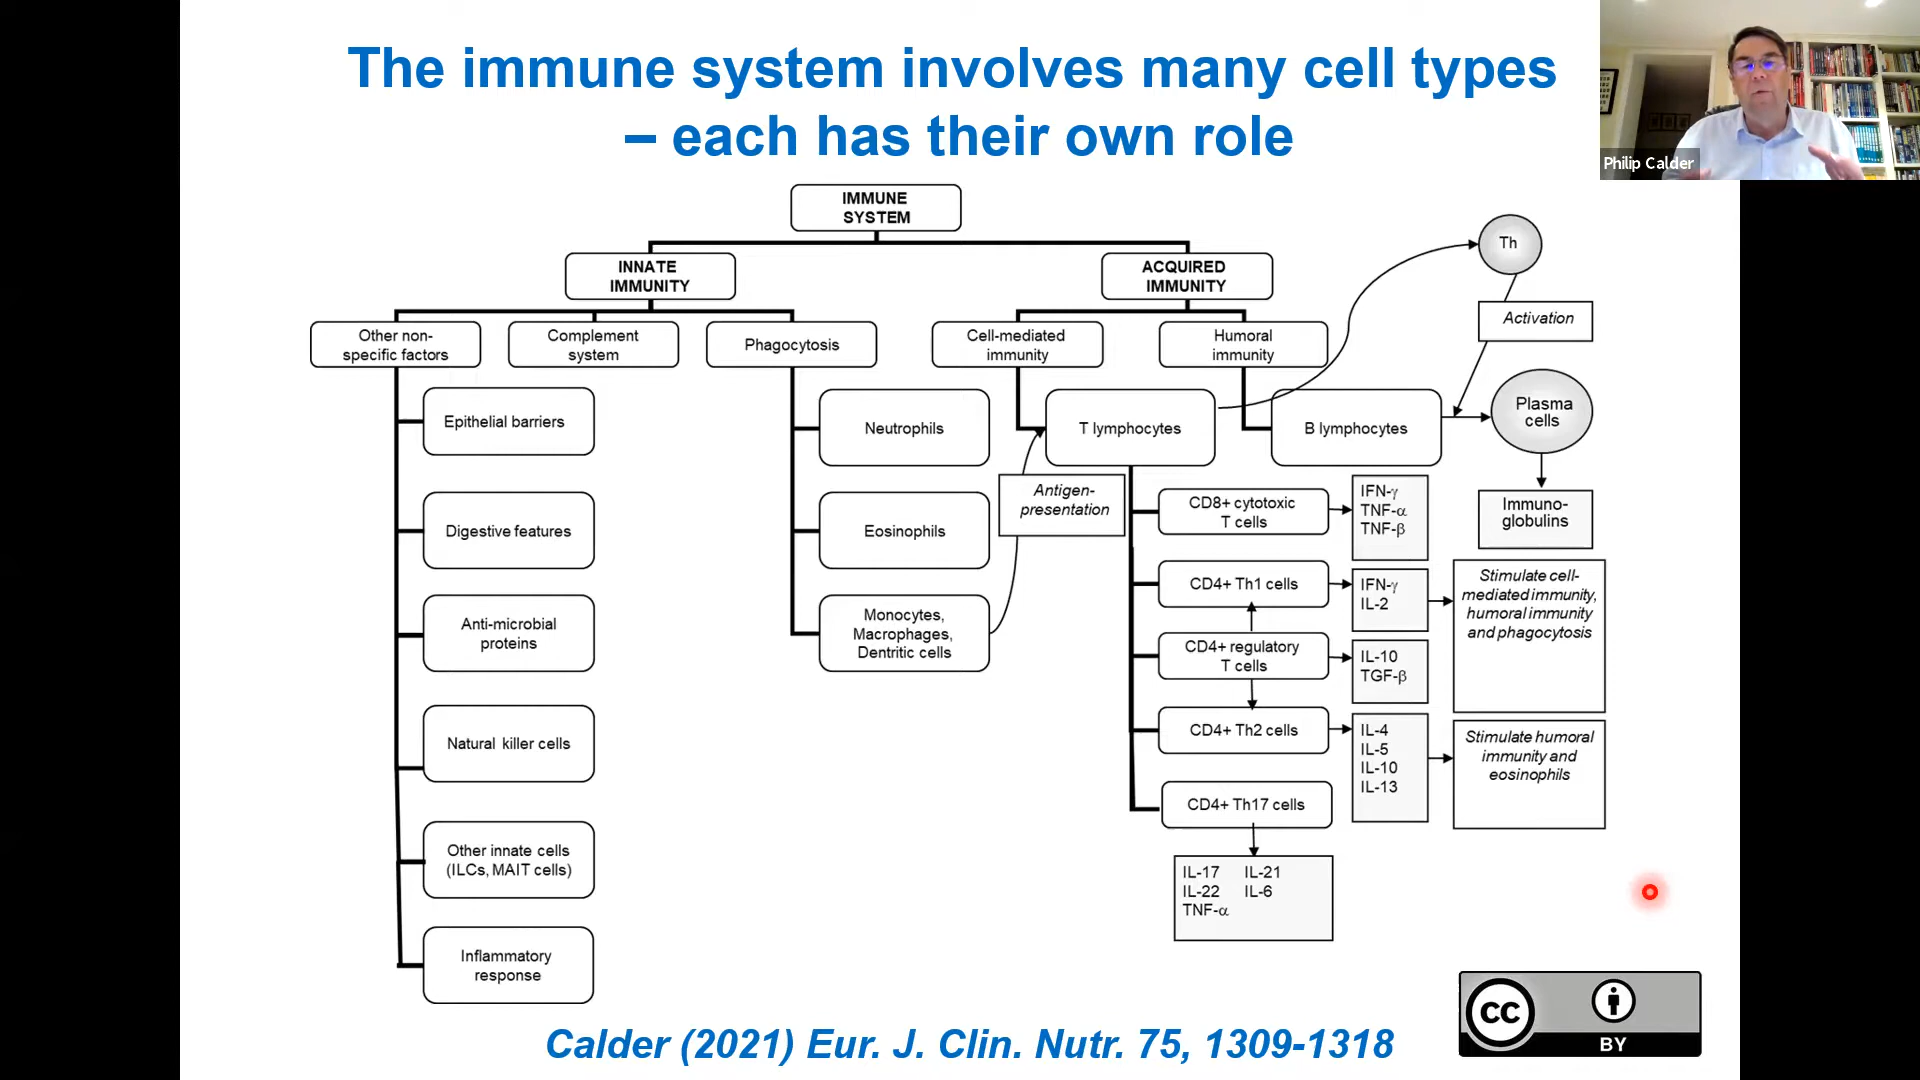 The immune system involves many cell types
– each has their own role
Philip Calder
IMMUNE
SYSTEM
INNATE
IMMUNITY
ACQUIRED
IMMUNITY
Th
Activation
Other non-
specific factors
Complement
system
Phagocytosis
Cell-mediated
immunity
Humoral
immunity
Epithelial barriers
Digestive features
Anti-microbial
proteins
Natural killer cells
Other innate cells
(ILCs, MAIT cells)
Inflammatory
response
Neutrophils
Eosinophils
Monocytes,
Macrophages,
Dentritic cells
Antigen-
presentation
T lymphocytes
B lymphocytes
Plasma
cells
Immuno-
globulins
CD8+ cytotoxic
T cells
IFN-γ
TNF-α
TNF-β
CD4+ Th1 cells
IFN-γ
IL-2
Stimulate cell-
mediated immunity,
humoral immunity
and phagocytosis
CD4+ regulatory
T cells
IL-10
TGF-β
CD4+ Th2 cells
IL-4
IL-5
IL-10
IL-13
Stimulate humoral
immunity and
eosinophils
CD4+ Th17 cells
IL-17 IL-21
IL-22 IL-6
TNF-α
Calder (2021) Eur. J. Clin. Nutr. 75, 1309-1318
CC
BY